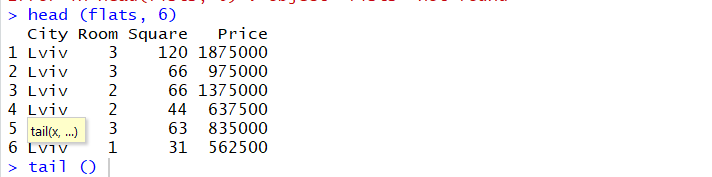 > head (flats, 6)
City Room Square Price
1 Lviv 3 120 1875000
2 Lviv 3 66 975000
3 Lviv 2 66 1375000
4 Lviv 2 44 637500
5 3 63 835000
tail(x, ...)
6 Lviv 1 31 562500
> tail ()